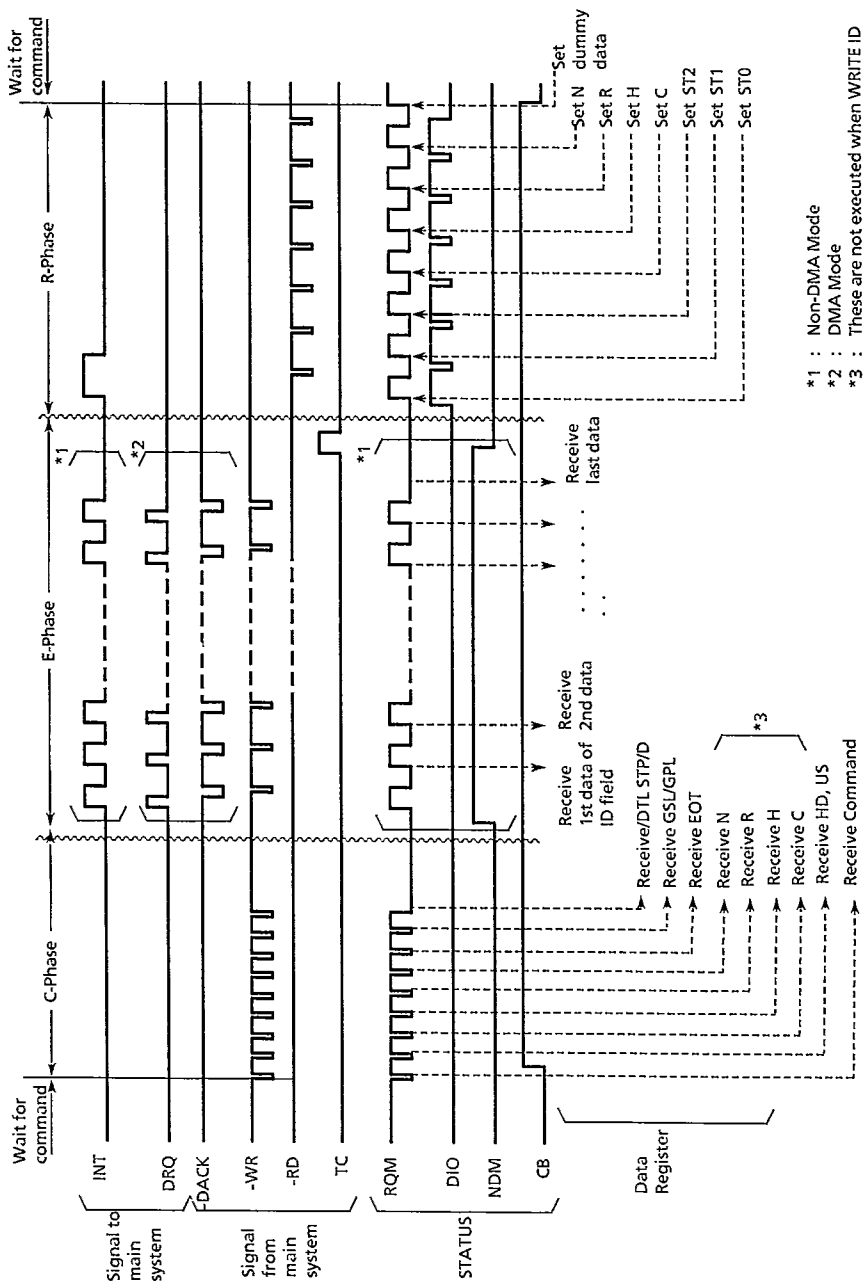 Wait for
command
C-Phase
E-Phase
R-Phase
Wait for
command
Signal to
main
system
INT
DRQ
*1
*2
Signal
from
main
system
-DACK
-WR
-RD
TC
STATUS
RQM
DIO
NDM
CB
*1
Data
Register
Receive/DTL STP/D
Receive GSL/GPL
Receive EOT
Receive N
Receive R
Receive H
Receive C
*3
Receive HD, US
Receive Command
Receive
1st data of
ID field
Receive
2nd data
Receive
last data
Set
dummy
data
Set N
Set R
Set H
Set C
Set ST2
Set ST1
Set ST0
*1 : Non-DMA Mode
*2 : DMA Mode
*3 : These are not executed when WRITE ID